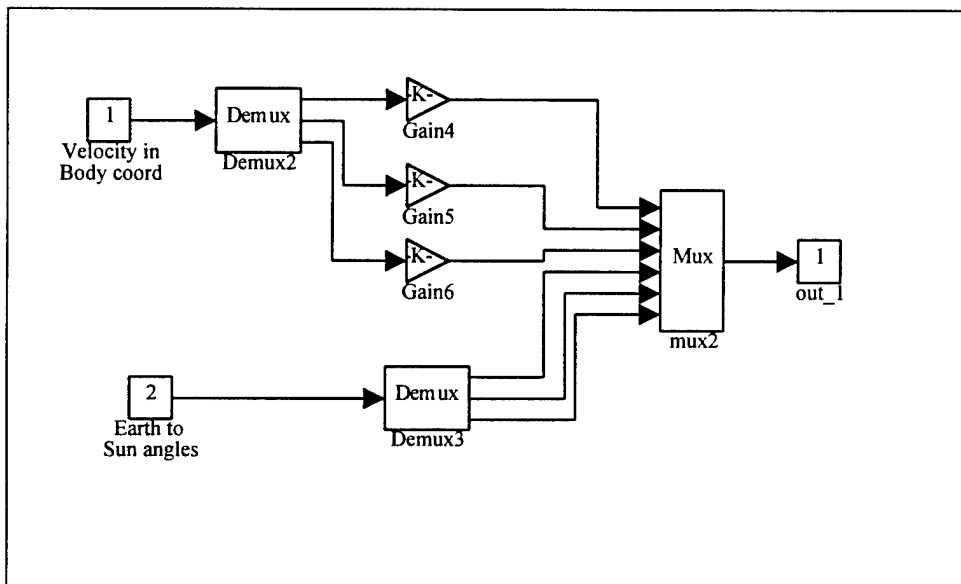 1
Velocity in
Body coord
Demux
Demux2
-K-
Gain4
-K-
Gain5
-K-
Gain6
Mux
mux2
1
out_1
2
Earth to
Sun angles
Demux
Demux3